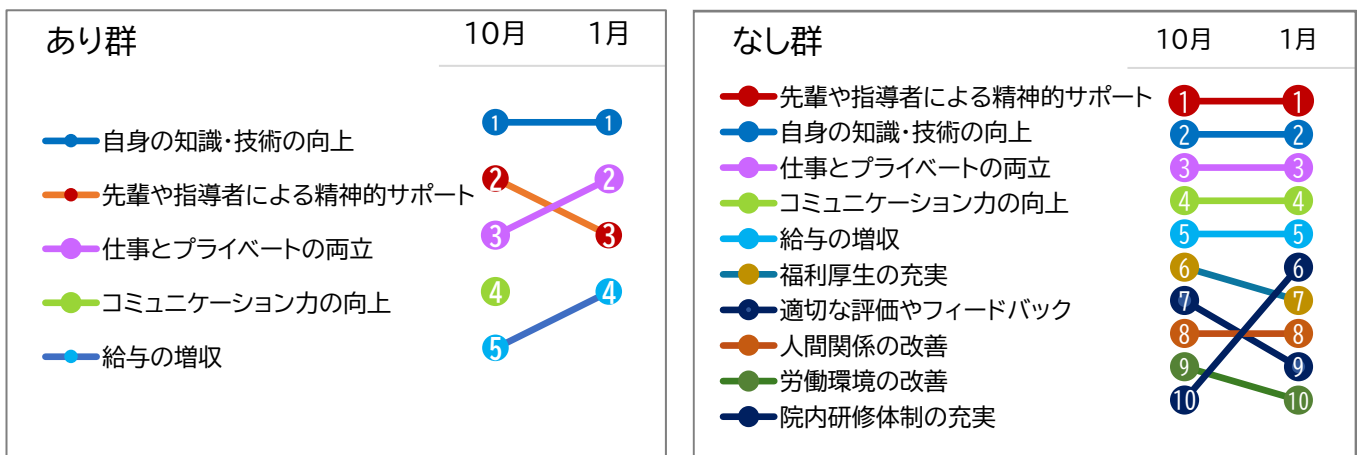 あり群
10月 1月
自身の知識・技術の向上
先輩や指導者による精神的サポート
仕事とプライベートの両立
コミュニケーション力の向上
給与の増収
1 1
2 2
3 3
4 4
5
なし群
10月 1月
先輩や指導者による精神的サポート
自身の知識・技術の向上
仕事とプライベートの両立
コミュニケーション力の向上
給与の増収
福利厚生の充実
適切な評価やフィードバック
人間関係の改善
労働環境の改善
院内研修体制の充実
1 1
2 2
3 3
4 4
5 5
6 6
7 7
8 8
9 9
10 10